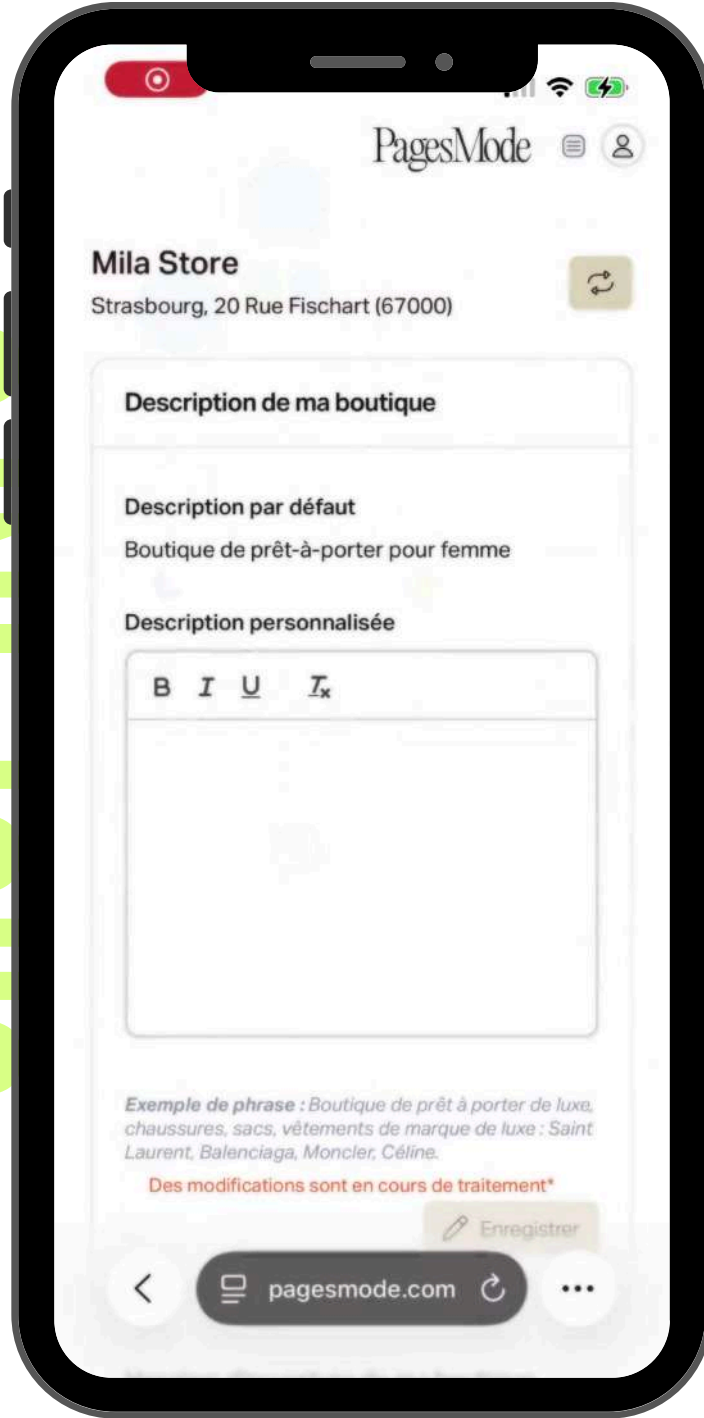 PagesMode
Mila Store
Strasbourg, 20 Rue Fischart (67000)
Description de ma boutique
Description par défaut
Boutique de prêt-à-porter pour femme
Description personnalisée
B I U Tx
Exemple de phrase : Boutique de prêt à porter de luxe,
chaussures, sacs, vêtements de marque de luxe : Saint
Laurent, Balenciaga, Moncler, Céline.
Des modifications sont en cours de traitement*
Enregistrer
pagesmode.com